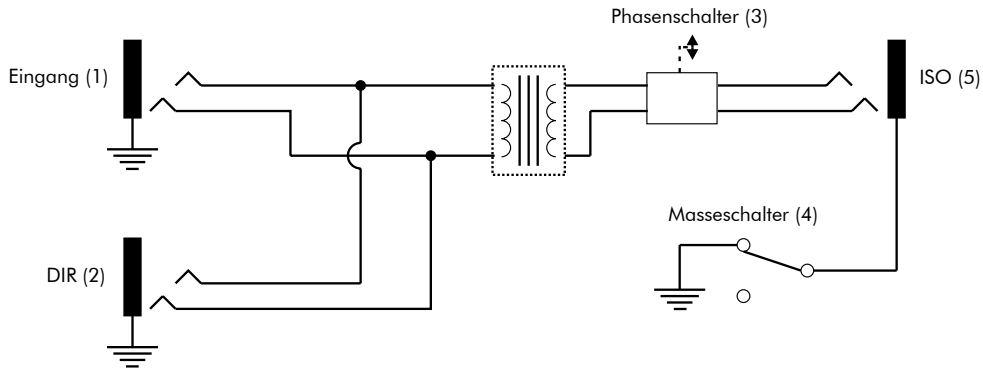 Phasenschalter (3)
Eingang (1)
ISO (5)
Masseschalter (4)
DIR (2)